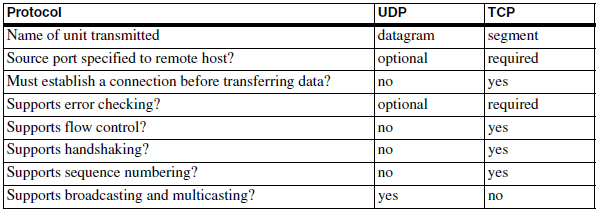 Protocol UDP TCP
Name of unit transmitted datagram segment
Source port specified to remote host? optional required
Must establish a connection before transferring data? no yes
Supports error checking? optional required
Supports flow control? no yes
Supports handshaking? no yes
Supports sequence numbering? no yes
Supports broadcasting and multicasting? yes no